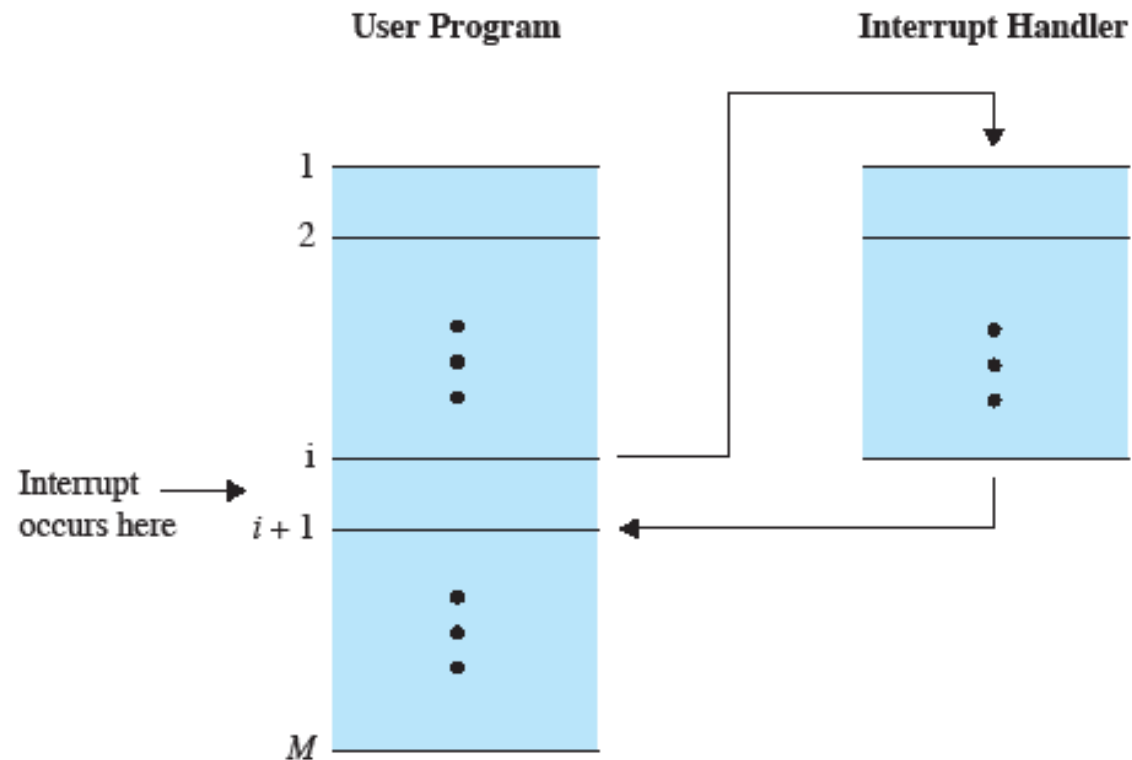 User Program
Interrupt Handler
1
2
i
Interrupt
occurs here
i + 1
M